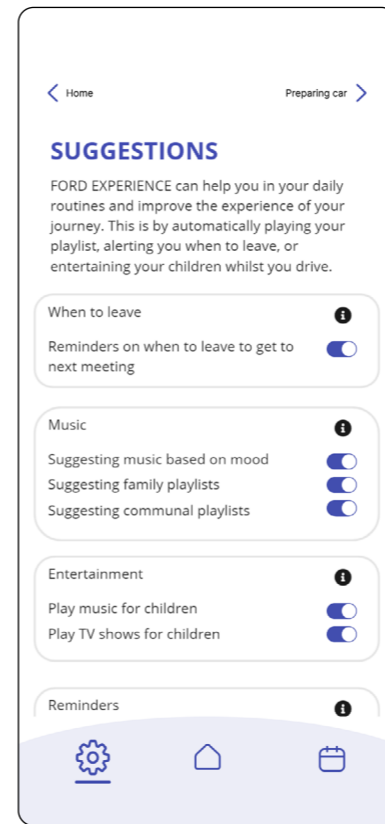 Home
Preparing car
SUGGESTIONS
FORD EXPERIENCE can help you in your daily
routines and improve the experience of your
journey. This is by automatically playing your
playlist, alerting you when to leave, or
entertaining your children whilst you drive.
When to leave
Reminders on when to leave to get to
next meeting
Music
Suggesting music based on mood
Suggesting family playlists
Suggesting communal playlists
Entertainment
Play music for children
Play TV shows for children
Reminders